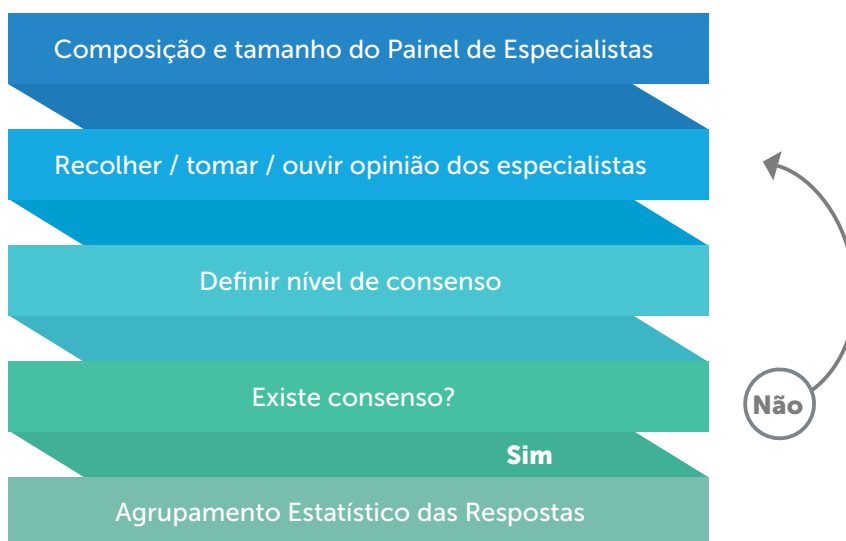 Composição e tamanho do Painel de Especialistas
Recolher / tomar / ouvir opinião dos especialistas
Definir nível de consenso
Existe consenso?
Não
Sim
Agrupamento Estatístico das Respostas